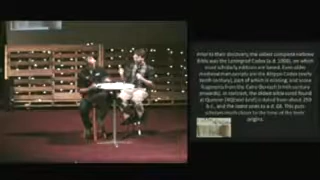 Prior to their discovery, the oldest complete Hebrew
Bible was the Leningrad Codex (a.d. 1008), on which
most scholarly editions are based. Even older
medieval manuscripts are the Aleppo Codex (early
tenth century), part of which is missing, and some
fragments from the Cairo Genizah (ninth century
onwards). In contrast, the oldest biblical scroll found
at Qumran (4QSam) is dated from about 250
b.c., and the latest ones to a.d. 68. This puts
scholars much closer to the time of the texts'
origins.